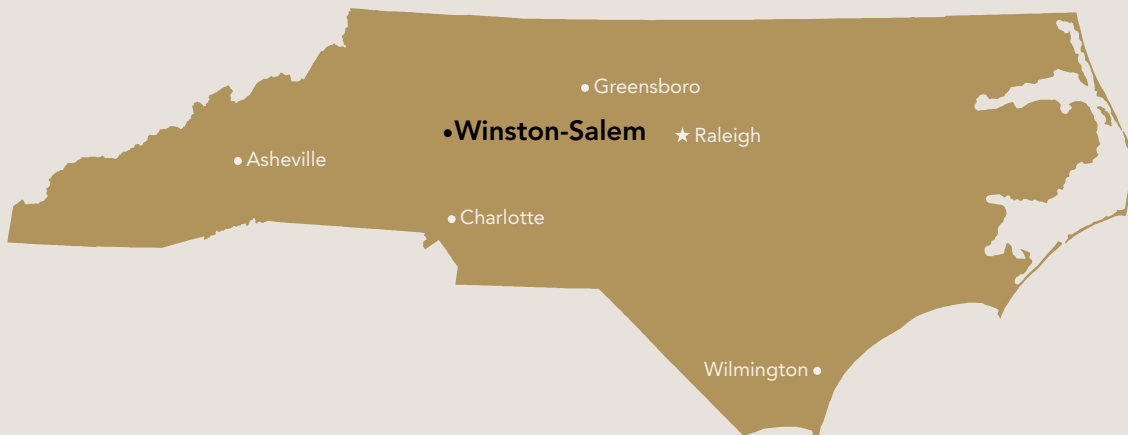 Greensboro
Winston-Salem
Raleigh
Asheville
Charlotte
Wilmington